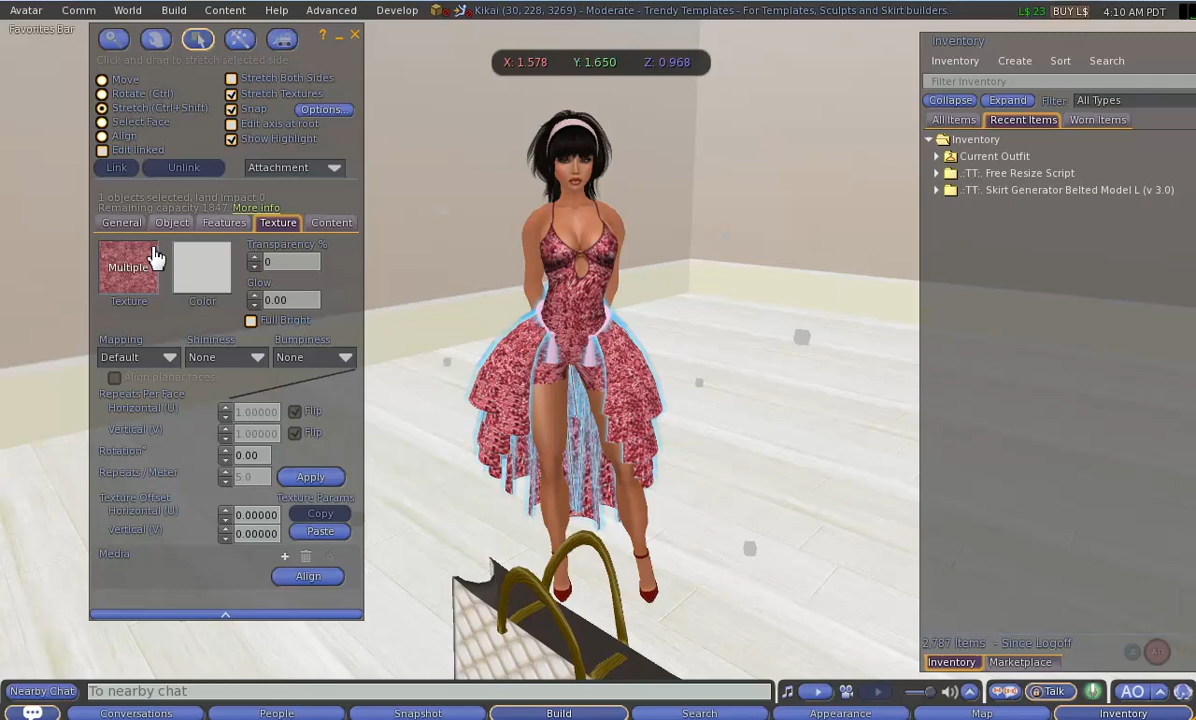 Avatar Comm World Build Content Help Advanced Develop Kikai (30, 228, 3269) - Moderate - Trendy Templates - For Templates, Sculpts and Skirt builders.. L$ 23 BUY L$ 4:10 AM PDT
Favorites Bar
Click and drag to stretch selected side
Move
Rotate (Ctrl)
Stretch (Ctrl+Shift)
Select Face
Align
Edit linked
Stretch Both Sides
Stretch Textures
Snap Options...
Edit axis at root
Show Highlight
Link Unlink Attachment
1 objects selected, land impact 0
Remaining capacity 1847. More info
General Object Features Texture Content
Multiple
Texture Color
Transparency %
0
Glow
0.00
Full Bright
Mapping Shininess Bumpiness
Default None None
Align planar faces
Repeats Per Face
Horizontal (U) 1.00000 Flip
Vertical (V) 1.00000 Flip
Rotation° 0.00
Repeats / Meter 5.0 Apply
Texture Offset Texture Params
Horizontal (U) 0.00000 Copy
Vertical (V) 0.00000 Paste
Media
Align
X: 1.578 Y: 1.650 Z: 0.968
Inventory
Inventory Create Sort Search
Filter Inventory
Collapse Expand Filter: All Types
All Items Recent Items Worn Items
Inventory
Current Outfit
.:TT:. Free Resize Script
.:TT:. Skirt Generator Belted Model L (v 3.0)
2,787 Items - Since Logoff
Inventory Marketplace
Nearby Chat To nearby chat Talk AO
Conversations People Snapshot Build Search Appearance Map Inventory